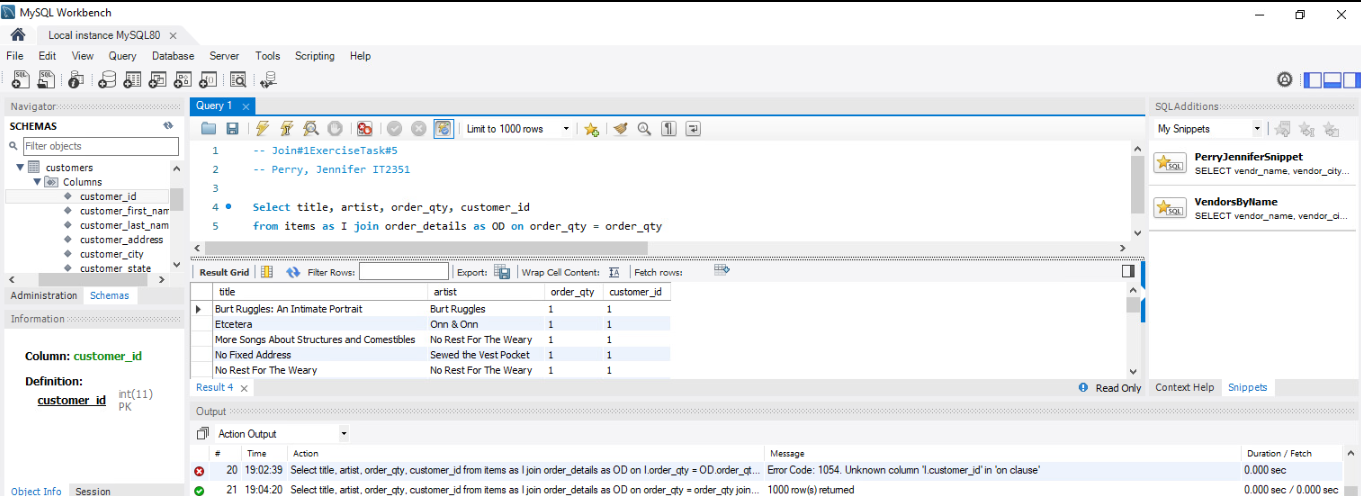 MySQL Workbench
Local instance MySQL80
File Edit View Query Database Server Tools Scripting Help
Navigator
SCHEMAS
Filter objects
customers
Columns
customer_id
customer_first_nam
customer_last_nam
customer_address
customer_city
customer_state
Administration Schemas
Information
Column: customer_id
Definition:
customer_id int(11)
PK
Object Info Session
Query 1
Limit to 1000 rows
1 -- Join#1ExerciseTask#5
2 -- Perry, Jennifer IT2351
3
4 Select title, artist, order_qty, customer_id
5 from items as I join order_details as OD on order_qty = order_qty
Result Grid Filter Rows: Export: Wrap Cell Content: Fetch rows:
title artist order_qty customer_id
Burt Ruggles: An Intimate Portrait Burt Ruggles 1 1
Etcetera Onn & Onn 1 1
More Songs About Structures and Comestibles No Rest For The Weary 1 1
No Fixed Address Sewed the Vest Pocket 1 1
No Rest For The Weary No Rest For The Weary 1 1
Result 4 Read Only
SQLAdditions
My Snippets
PerryJenniferSnippet
SELECT vendr_name, vendor_city...
VendorsByName
SELECT vendor_name, vendor_ci...
Context Help Snippets
Output
Action Output
# Time Action Message Duration / Fetch
20 19:02:39 Select title, artist, order_qty, customer_id from items as I join order_details as OD on I.order_qty = OD.order_qt... Error Code: 1054. Unknown column 'I.customer_id' in 'on clause' 0.000 sec
21 19:04:20 Select title, artist, order_qty, customer_id from items as I join order_details as OD on order_qty = order_qty join... 1000 row(s) returned 0.000 sec / 0.000 sec